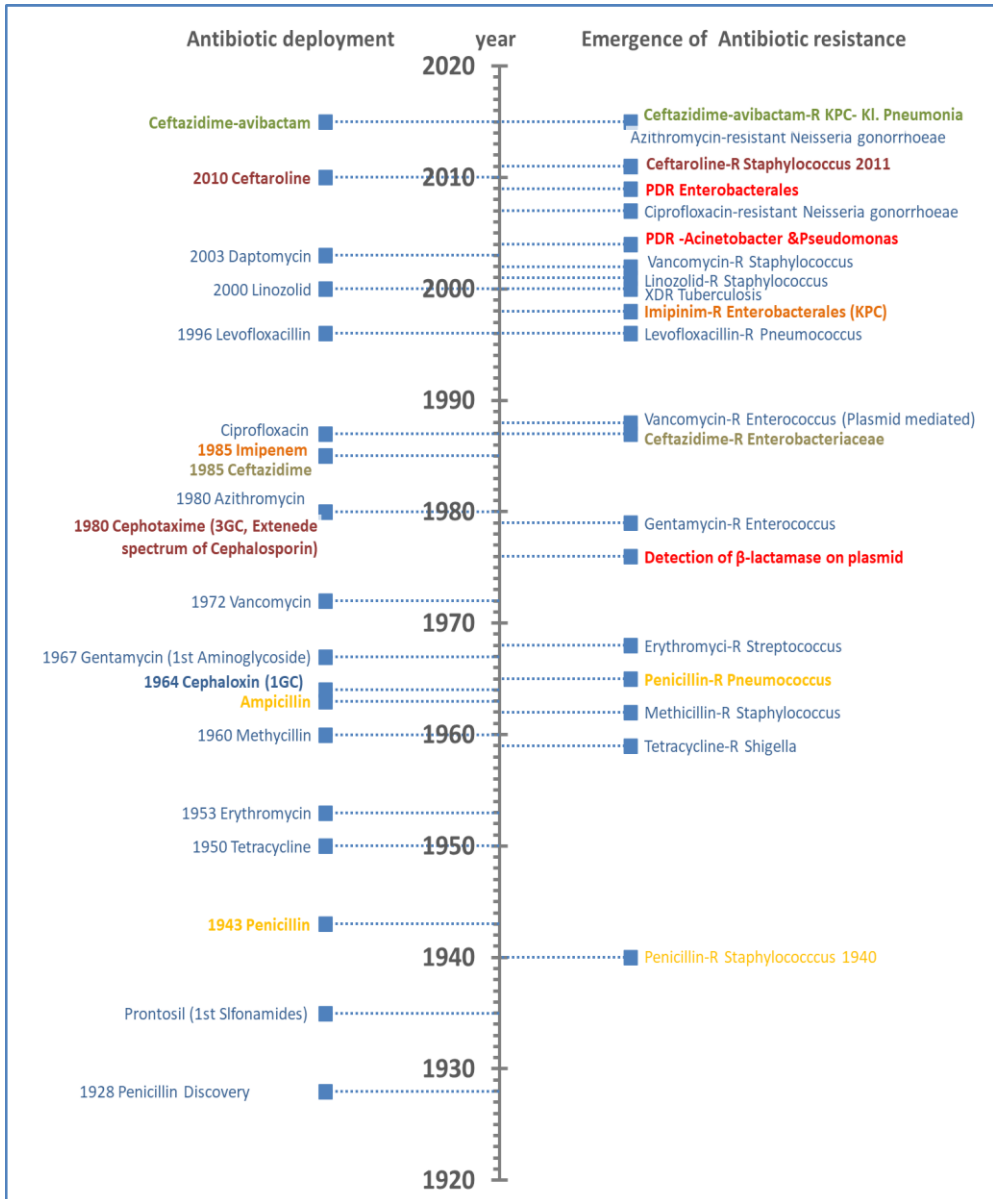 Antibiotic deployment year Emergence of Antibiotic resistance
2020
Ceftazidime-avibactam
Ceftazidime-avibactam-R KPC- Kl. Pneumonia
Azithromycin-resistant Neisseria gonorrhoeae
Ceftaroline-R Staphylococcus 2011
2010 Ceftaroline
2010
PDR Enterobacterales
Ciprofloxacin-resistant Neisseria gonorrhoeae
PDR -Acinetobacter &Pseudomonas
2003 Daptomycin
Vancomycin-R Staphylococcus
Linozolid-R Staphylococcus
2000 Linozolid
2000
XDR Tuberculosis
Imipinim-R Enterobacterales (KPC)
1996 Levofloxacillin
Levofloxacillin-R Pneumococcus
1990
Vancomycin-R Enterococcus (Plasmid mediated)
Ciprofloxacin
Ceftazidime-R Enterobacteriaceae
1985 Imipenem
1985 Ceftazidime
1980 Azithromycin
1980
1980 Cephotaxime (3GC, Extenede
spectrum of Cephalosporin)
Gentamycin-R Enterococcus
Detection of β-lactamase on plasmid
1972 Vancomycin
1970
Erythromyci-R Streptococcus
1967 Gentamycin (1st Aminoglycoside)
1964 Cephaloxin (1GC)
Penicillin-R Pneumococcus
Ampicillin
Methicillin-R Staphylococcus
1960 Methycillin
1960
Tetracycline-R Shigella
1953 Erythromycin
1950 Tetracycline
1950
1943 Penicillin
1940
Penicillin-R Staphylococccus 1940
Prontosil (1st Slfonamides)
1930
1928 Penicillin Discovery
1920